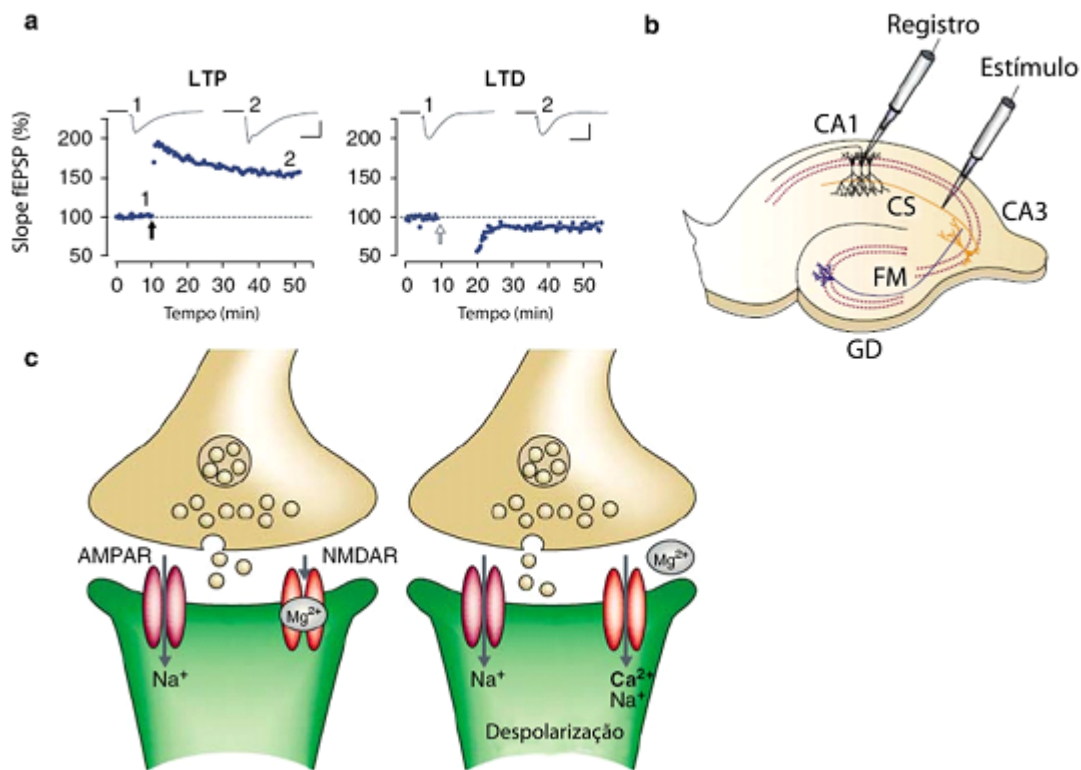 a
LTP
LTD
Slope fEPSP (%)
200
150
100
50
1
2
1
2
0 10 20 30 40 50
Tempo (min)
200
150
100
50
1
2
0 10 20 30 40 50
Tempo (min)
b
Registro
Estímulo
CA1
CS
CA3
FM
GD
c
AMPAR
NMDAR
Mg²⁺
Na⁺
Mg²⁺
Na⁺
Ca²⁺
Na⁺
Despolarização